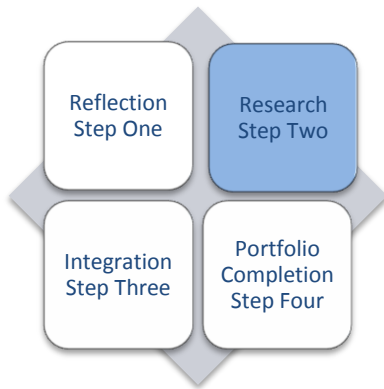 Reflection
Step One
Research
Step Two
Integration
Step Three
Portfolio
Completion
Step Four